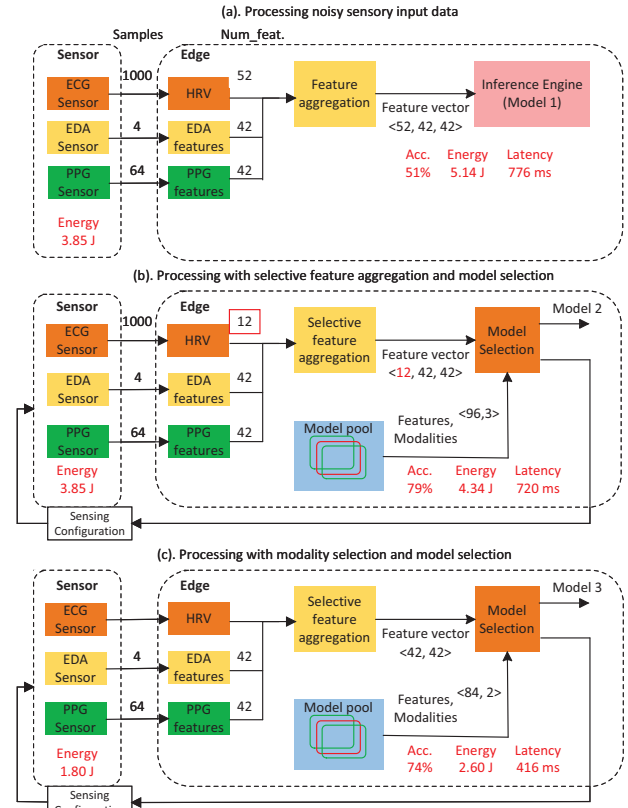 (a). Processing noisy sensory input data
Samples
Num_feat.
Sensor
Edge
ECG
Sensor
1000
HRV
52
EDA
Sensor
4
EDA
features
42
PPG
Sensor
64
PPG
features
42
Energy
3.85 J
Feature
aggregation
Feature vector
<52, 42, 42>
Inference Engine
(Model 1)
Acc.
Energy
Latency
51%
5.14 J
776 ms
(b). Processing with selective feature aggregation and model selection
Sensor
Edge
ECG
Sensor
1000
HRV
12
EDA
Sensor
4
EDA
features
42
PPG
Sensor
64
PPG
features
42
Energy
3.85 J
Selective
feature
aggregation
Feature vector
<12, 42, 42>
Model
Selection
Model 2
Model pool
Features,
Modalities
<96,3>
Acc.
Energy
Latency
79%
4.34 J
720 ms
Sensing
Configuration
(c). Processing with modality selection and model selection
Sensor
Edge
ECG
Sensor
HRV
EDA
Sensor
4
EDA
features
42
PPG
Sensor
64
PPG
features
42
Energy
1.80 J
Selective
feature
aggregation
Feature vector
<42, 42>
Model
Selection
Model 3
Model pool
Features,
Modalities
<84, 2>
Acc.
Energy
Latency
74%
2.60 J
416 ms
Sensing